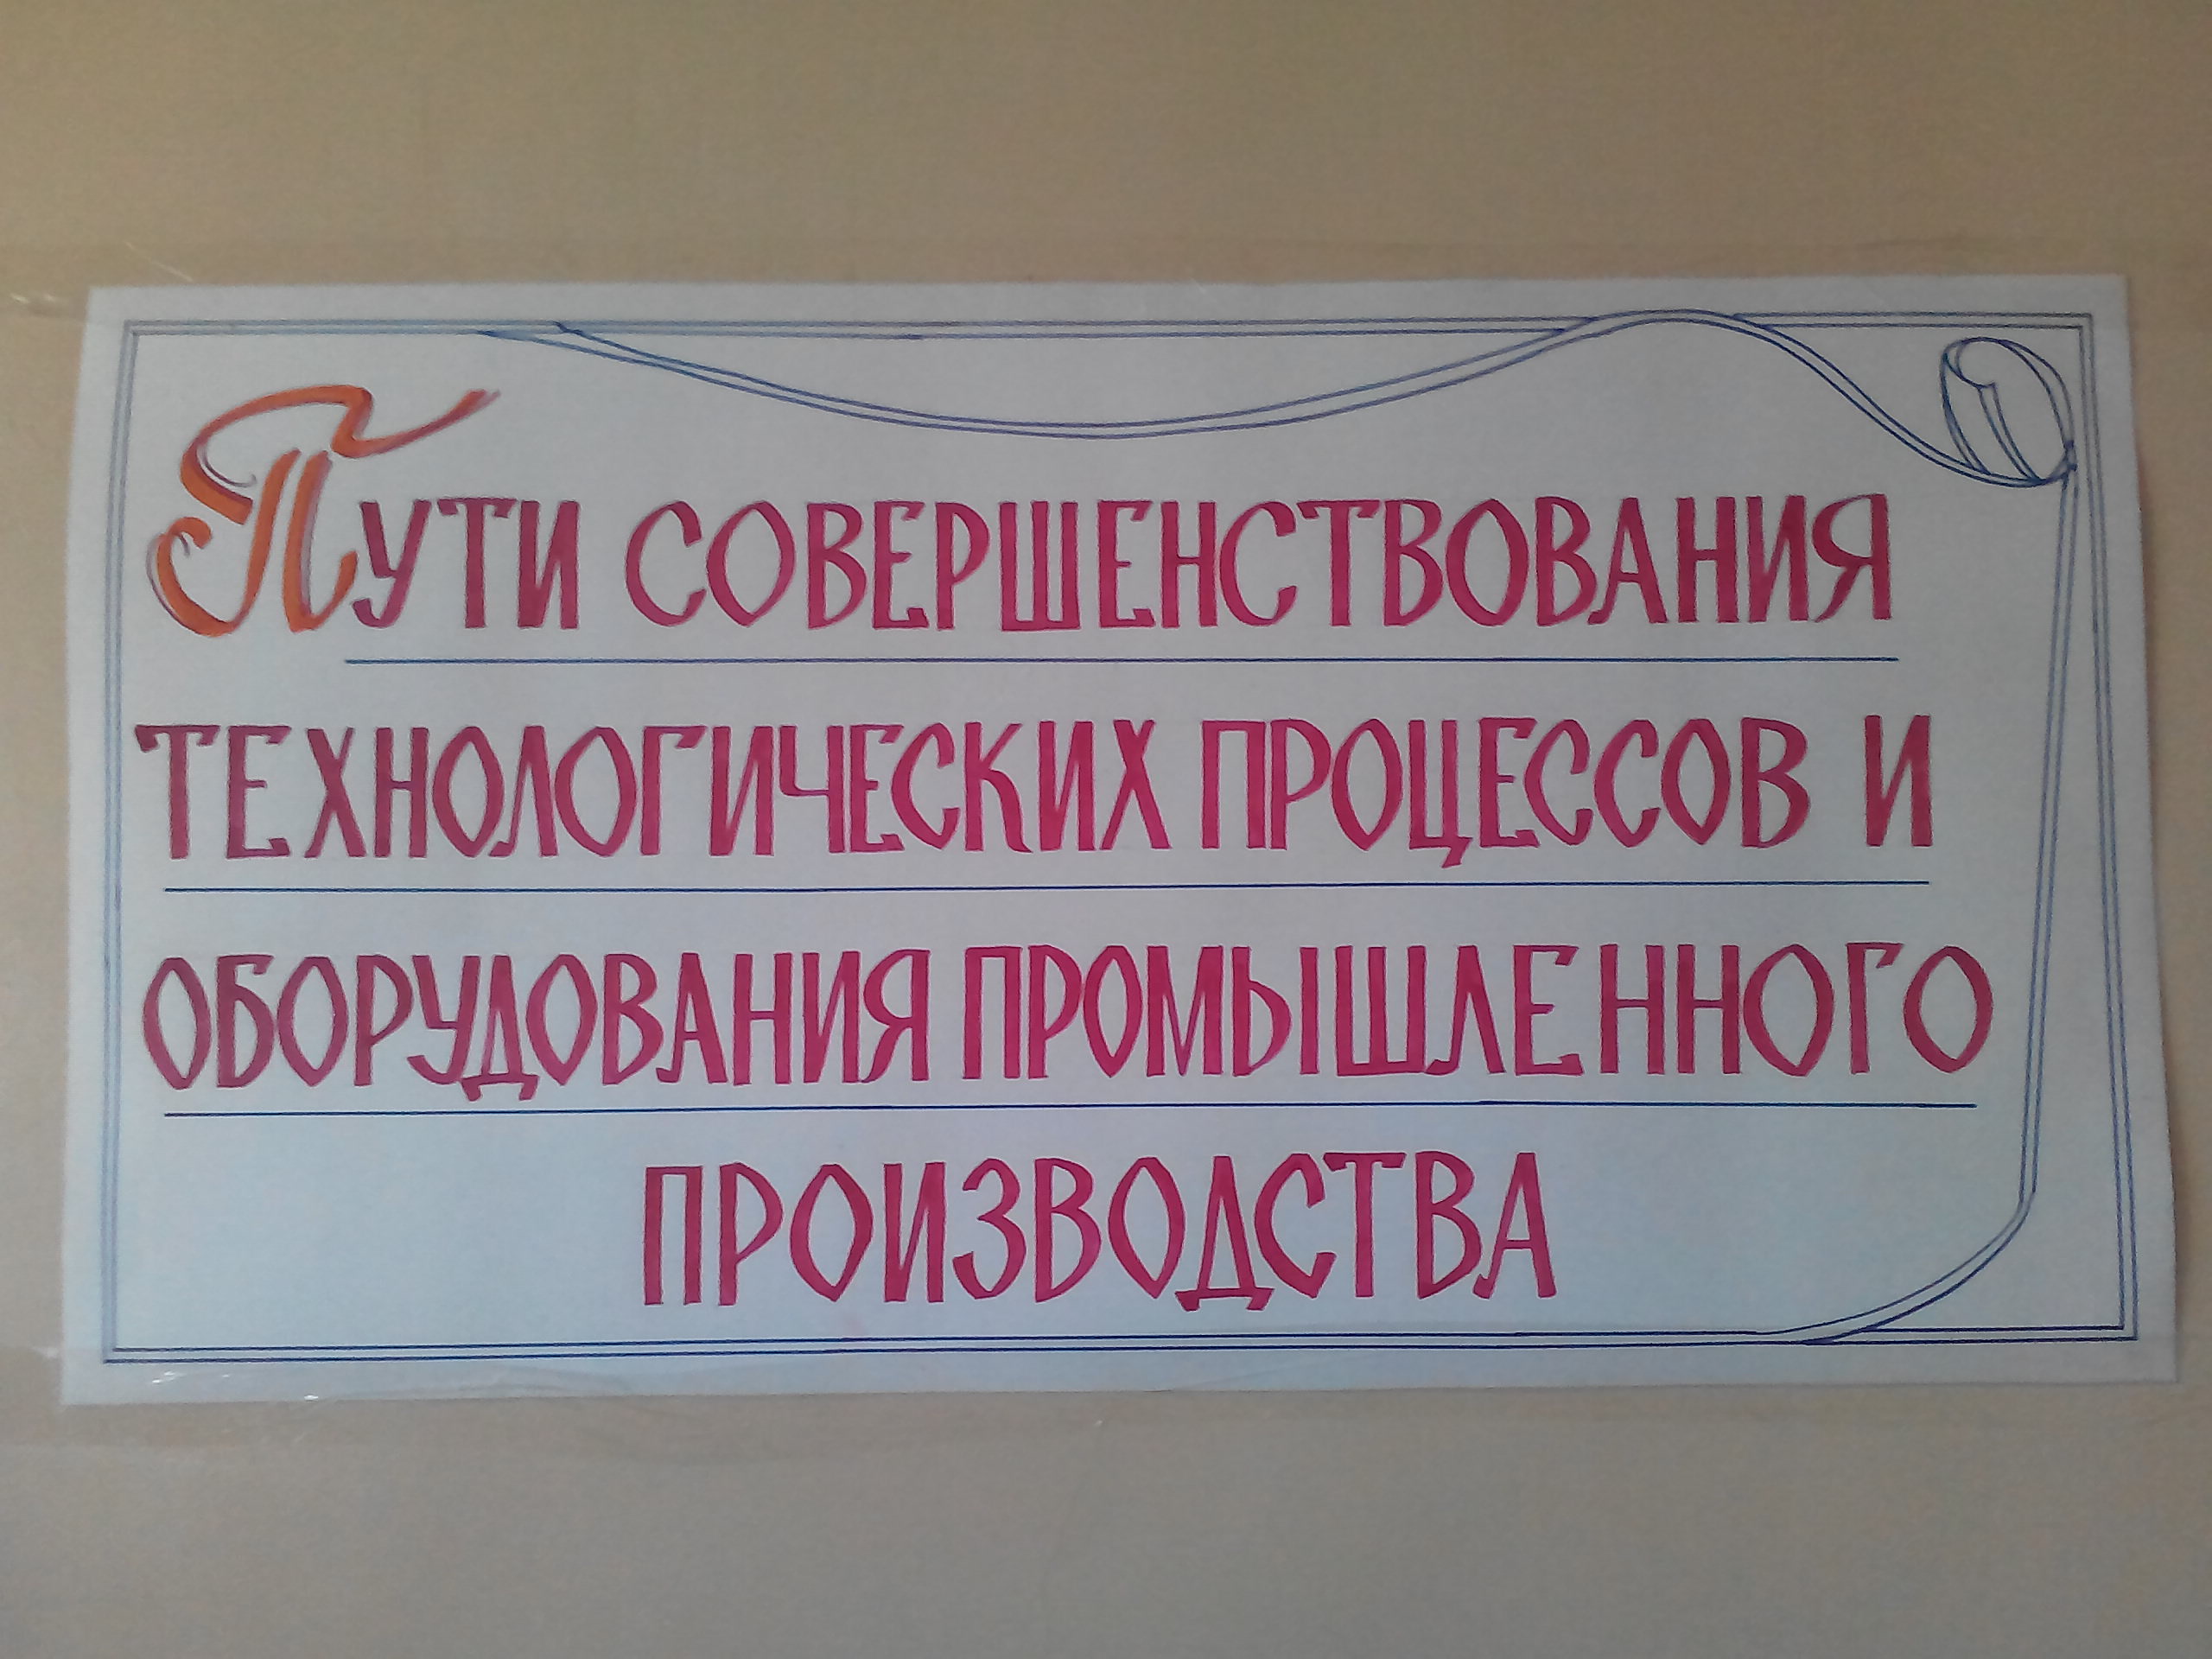 Пути совершенствования
технологических процессов и
оборудования промышленного
производства